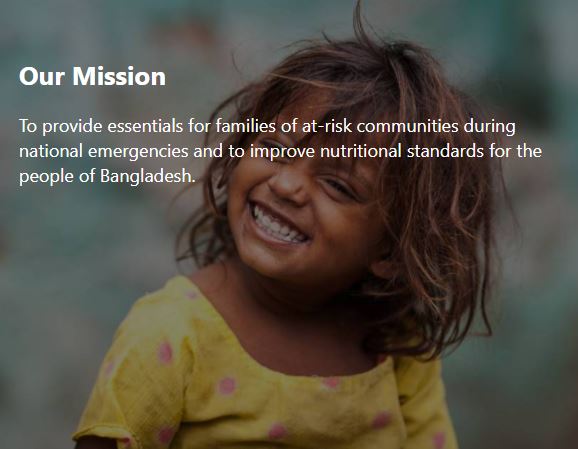 Our Mission
To provide essentials for families of at-risk communities during
national emergencies and to improve nutritional standards for the
people of Bangladesh.